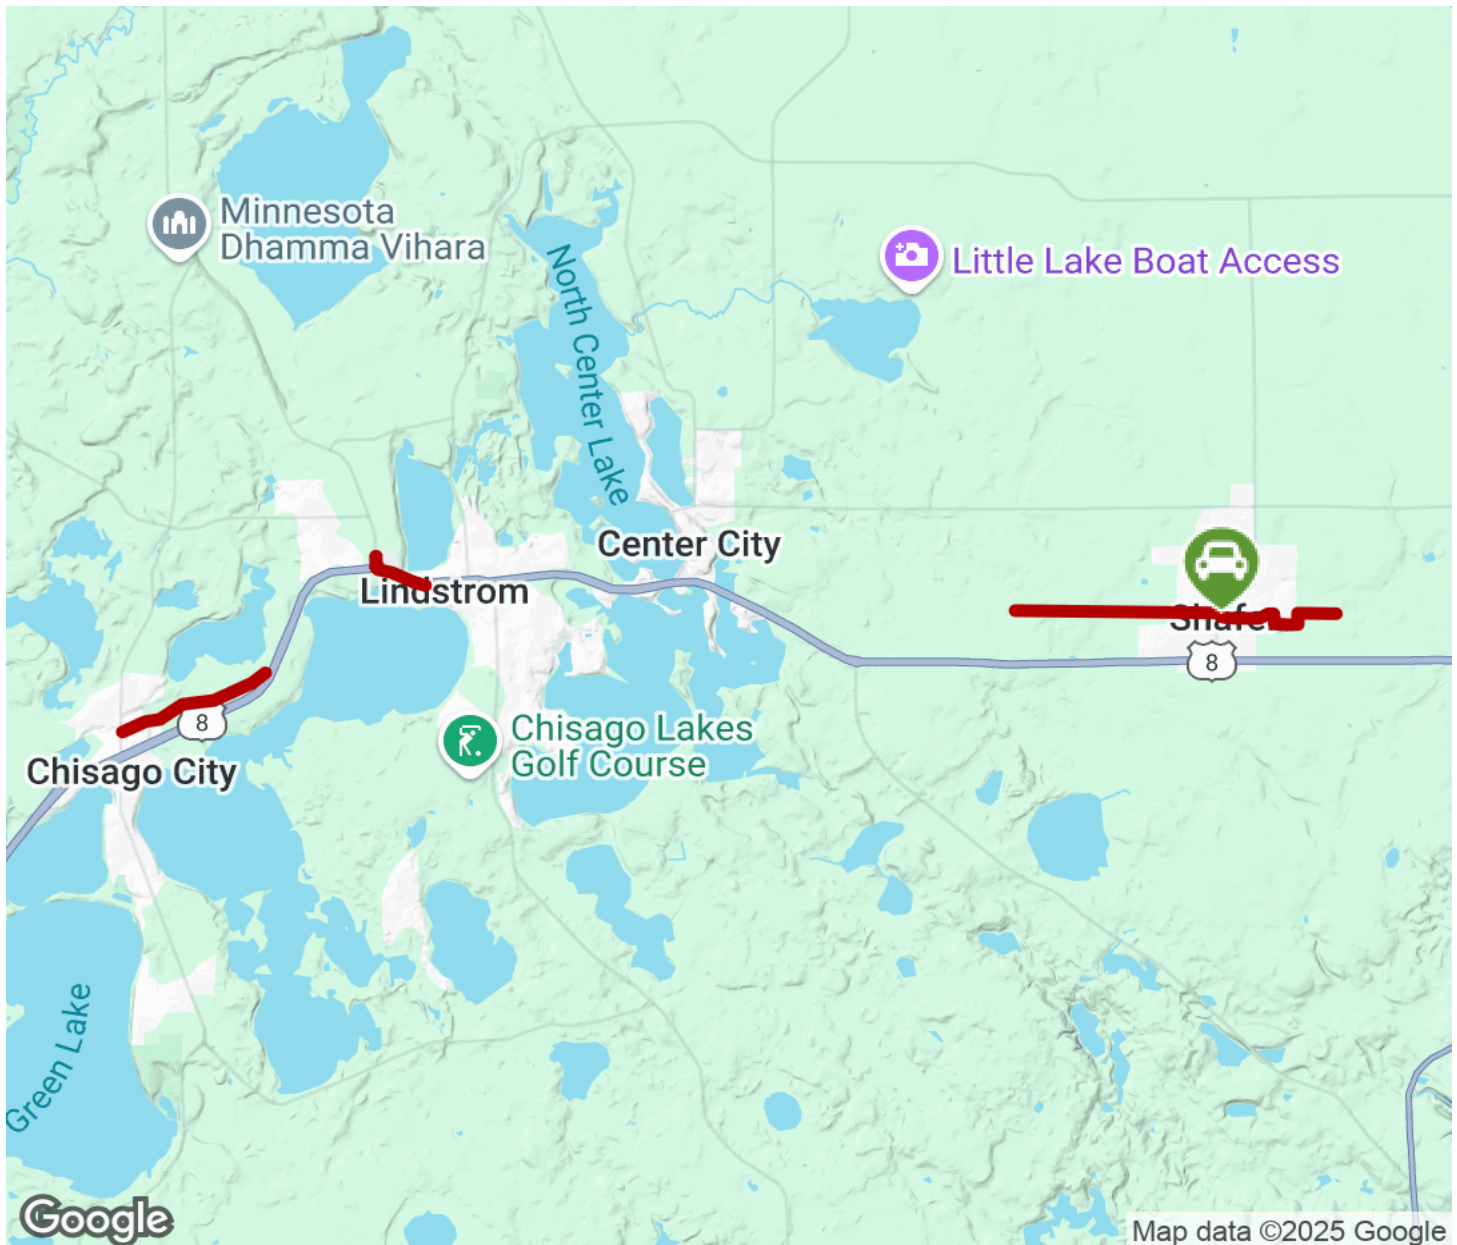 Minnesota
Dhamma Vihara
Little Lake Boat Access
North Center Lake
Center City
Lindstrom
Shafer
8
8
Chisago Lakes
Golf Course
Chisago City
Green Lake
Google
Map data ©2025 Google